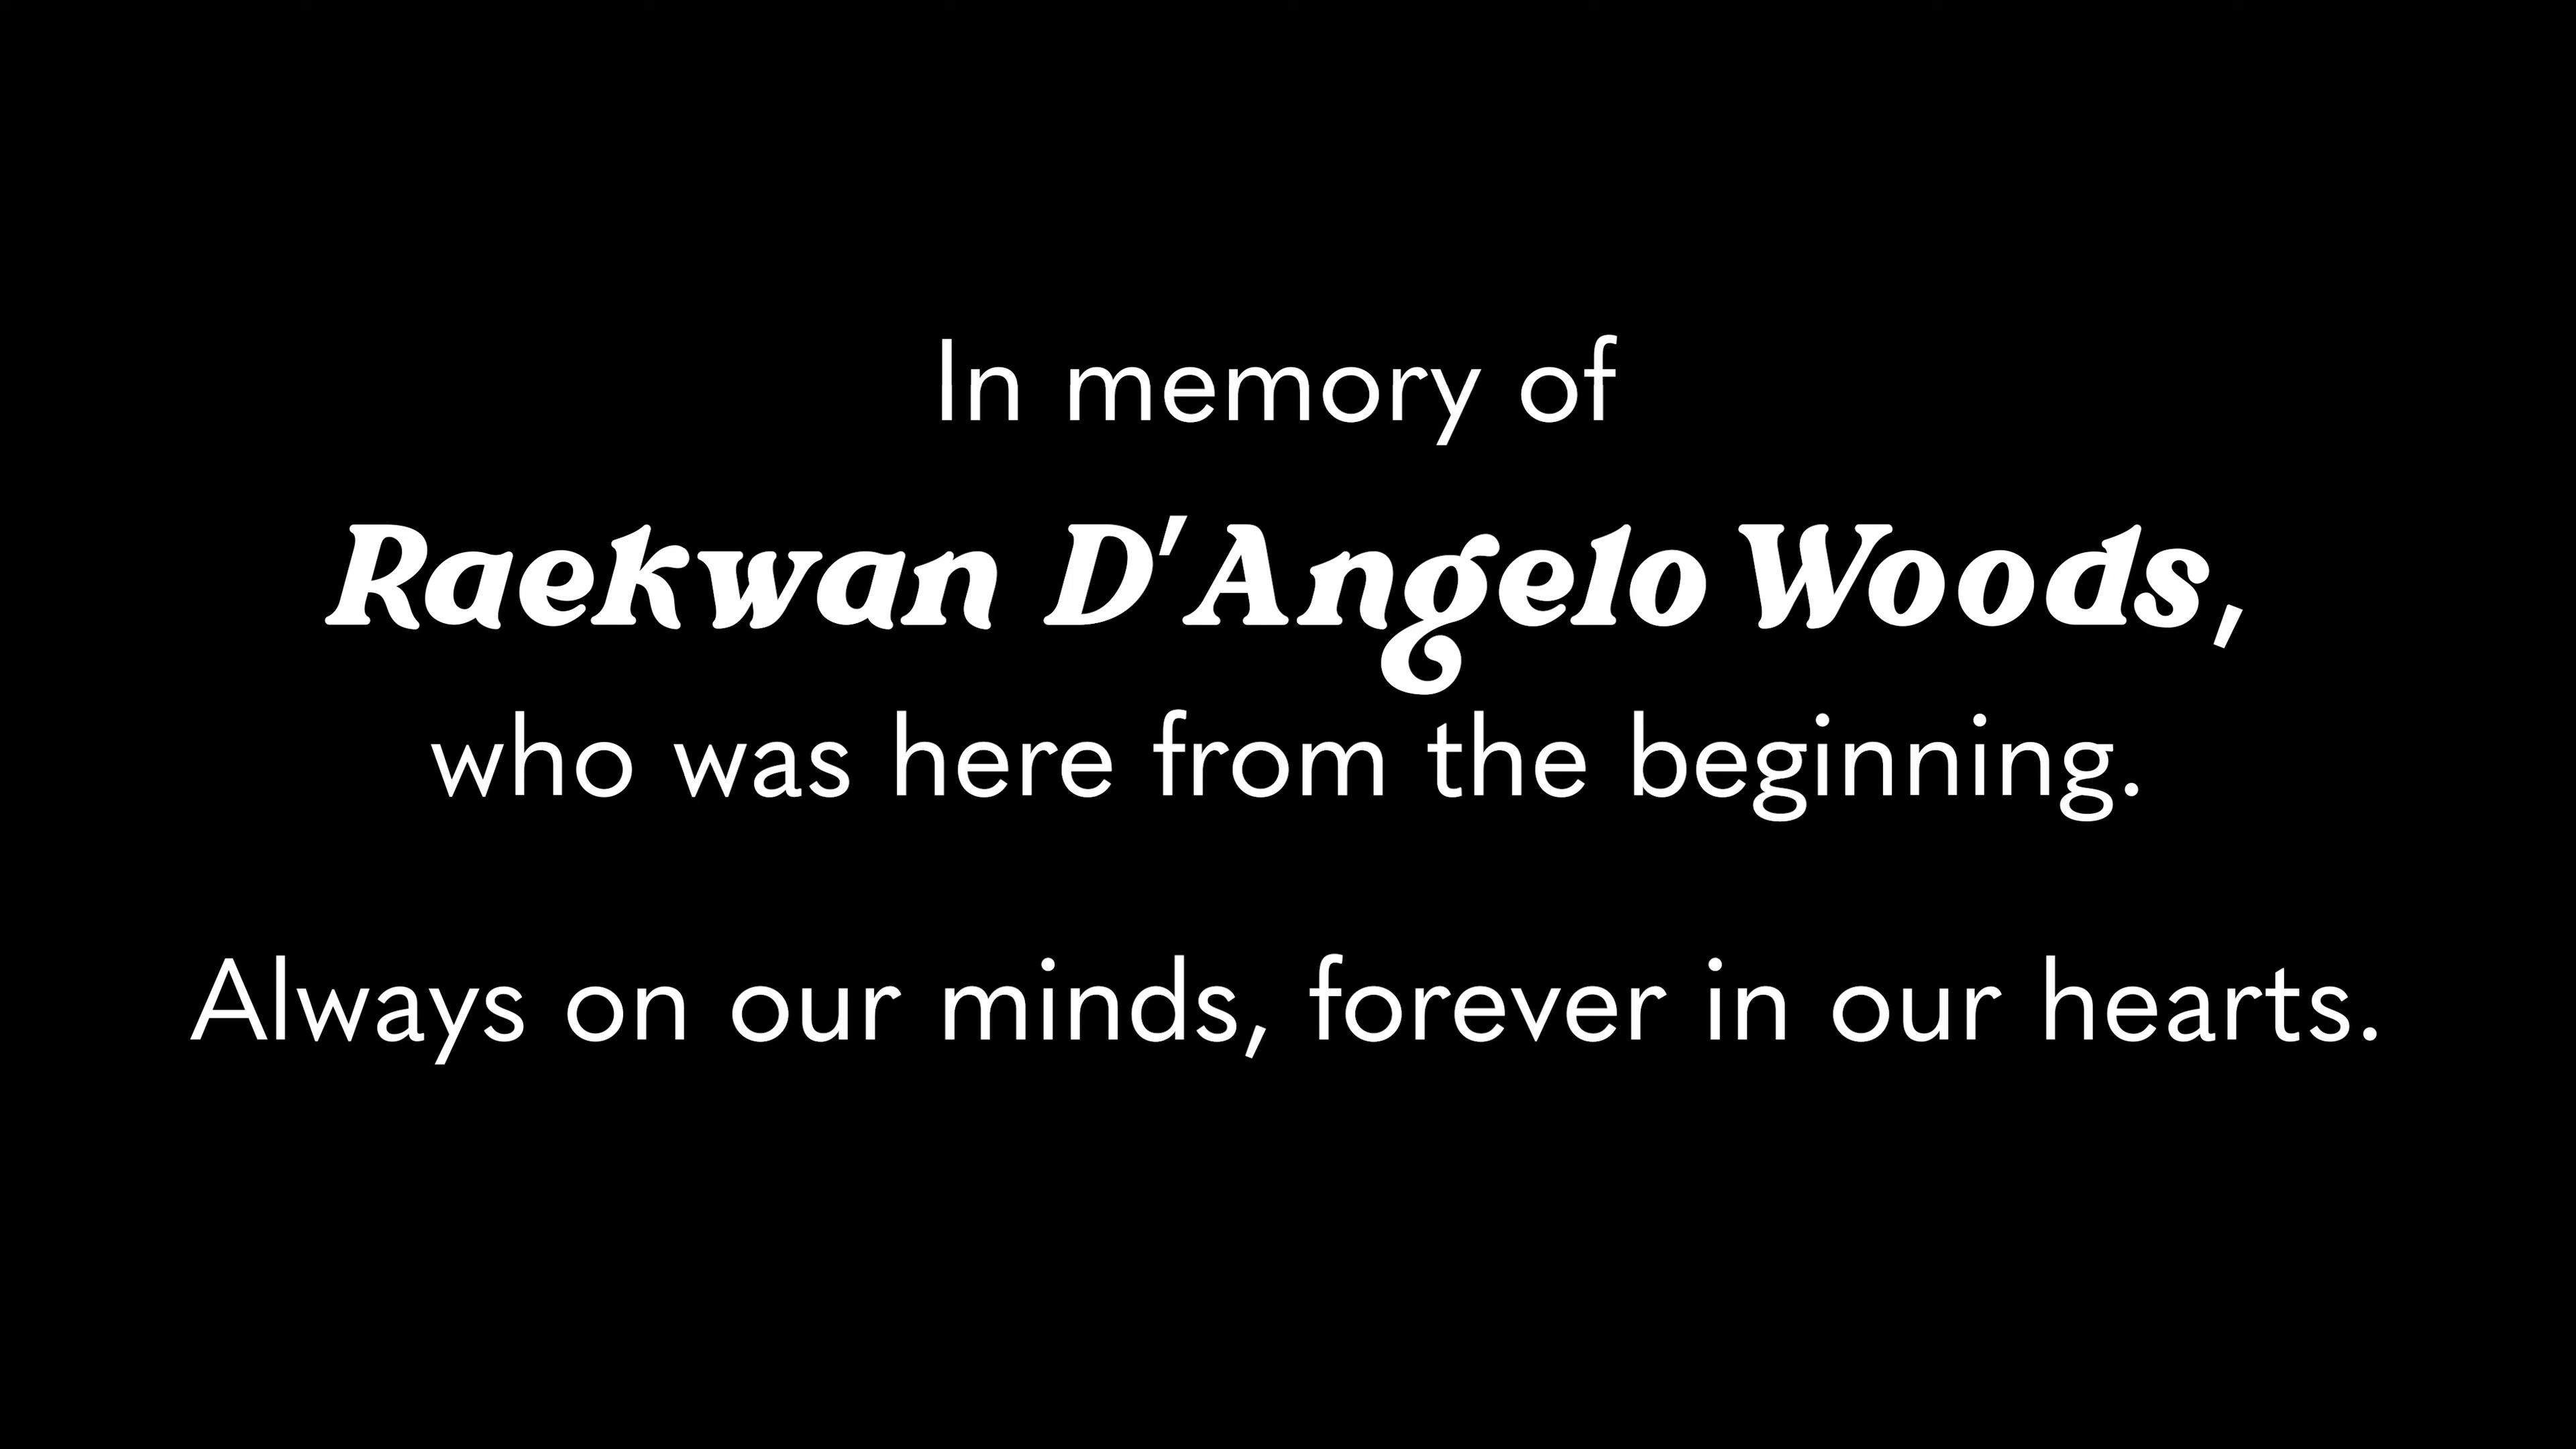 In memory of
Raekwan D'Angelo Woods,
who was here from the beginning.
Always on our minds, forever in our hearts.